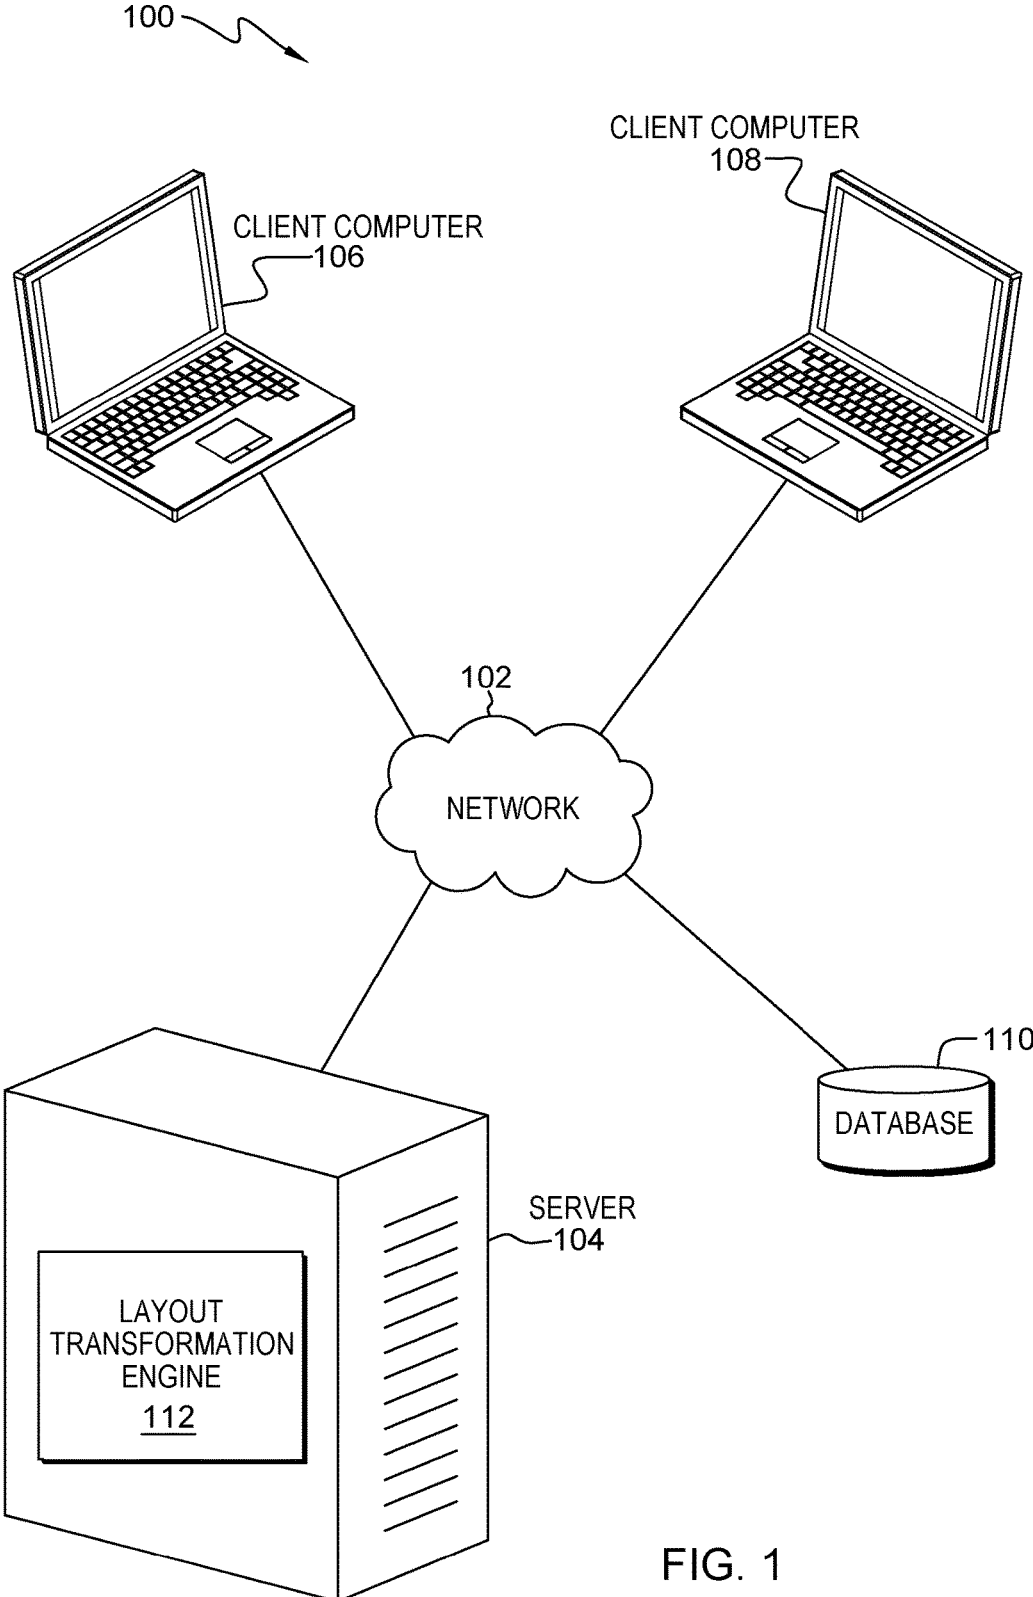 100
CLIENT COMPUTER
108
CLIENT COMPUTER
106
102
NETWORK
110
DATABASE
SERVER
104
LAYOUT
TRANSFORMATION
ENGINE
112
FIG. 1